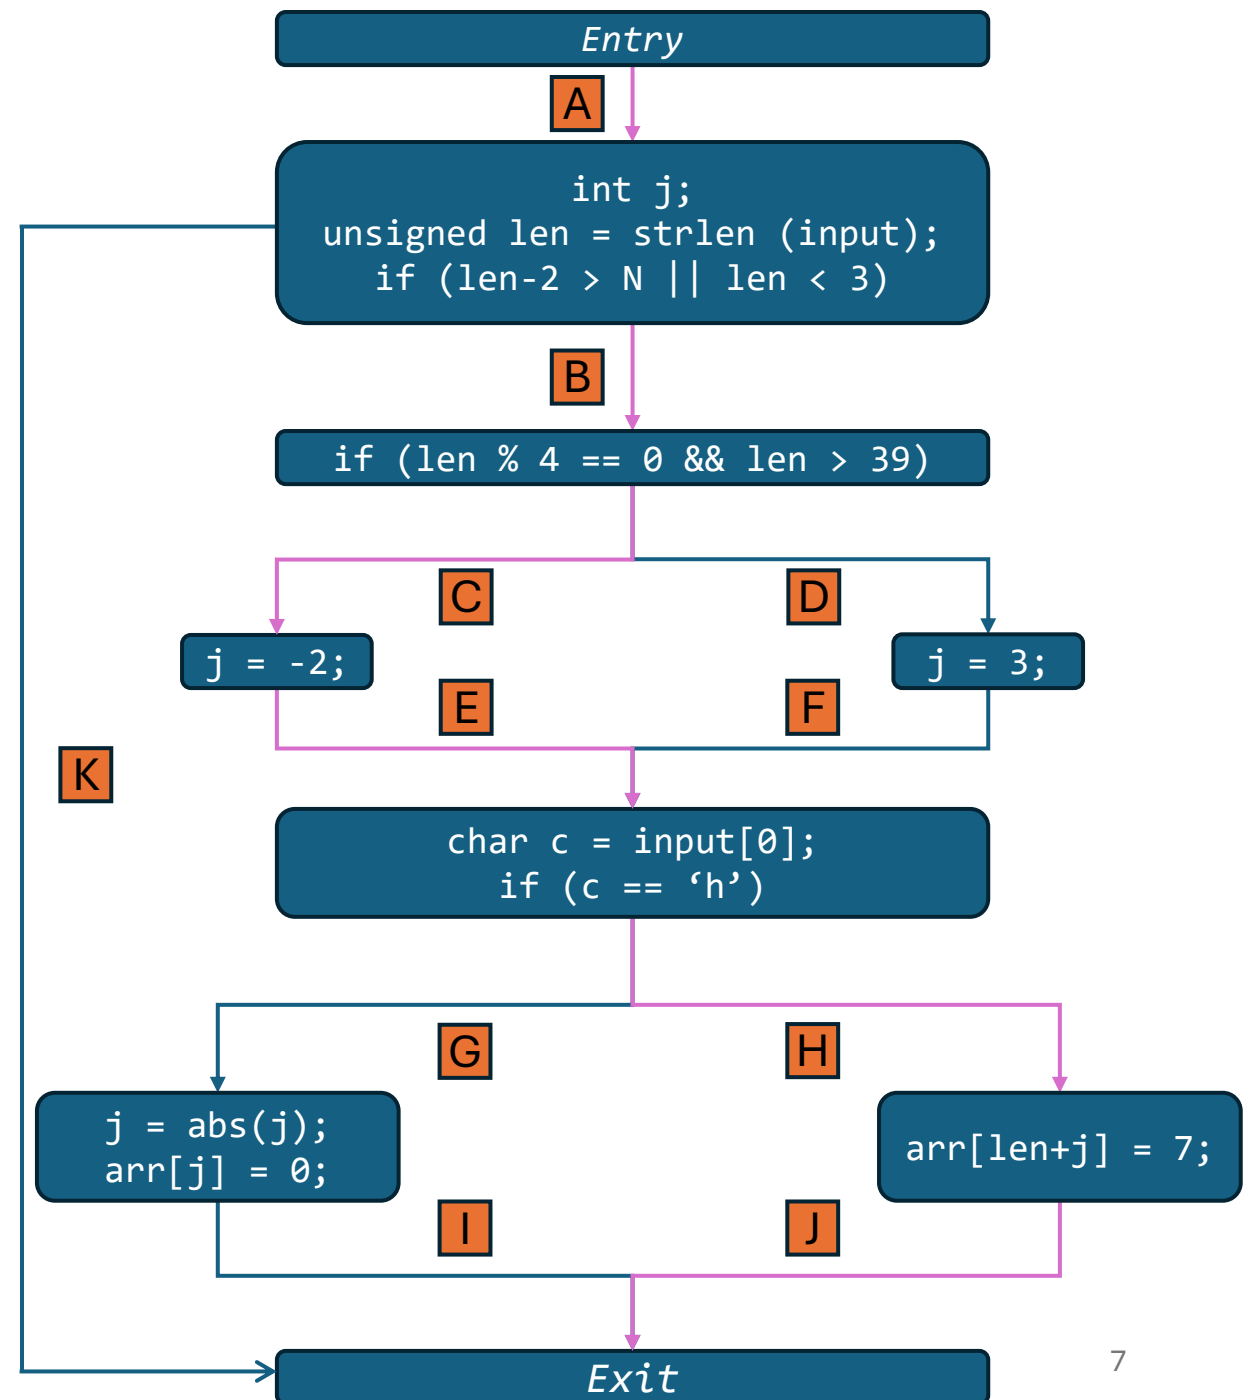 Entry
A
int j;
unsigned len = strlen (input);
if (len-2 > N || len < 3)
B
if (len % 4 == 0 && len > 39)
C
D
j = -2;
j = 3;
E
F
K
char c = input[0];
if (c == ‘h’)
G
H
j = abs(j);
arr[j] = 0;
arr[len+j] = 7;
I
J
7
Exit